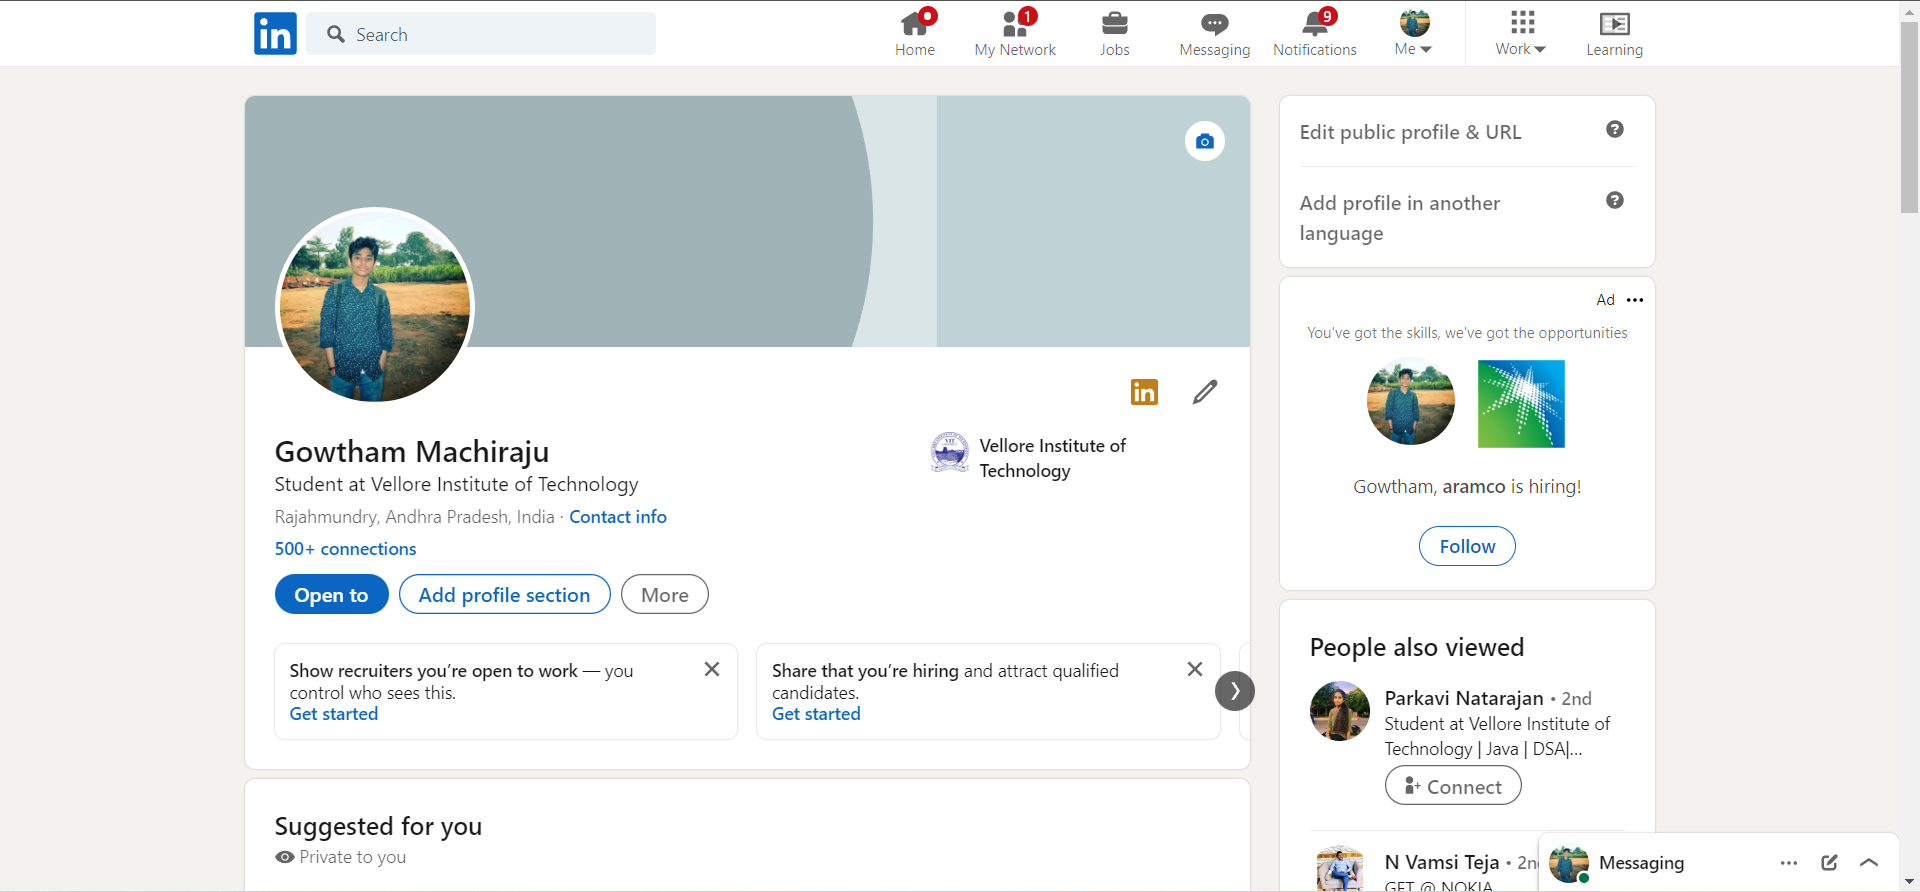 in
Search
Home
1
My Network
Jobs
Messaging
9
Notifications
Me
Work
Learning
in
Gowtham Machiraju
Student at Vellore Institute of Technology
Rajahmundry, Andhra Pradesh, India · Contact info
500+ connections
Vellore Institute of
Technology
Open to
Add profile section
More
Show recruiters you’re open to work — you
control who sees this.
Get started
Share that you’re hiring and attract qualified
candidates.
Get started
Suggested for you
Private to you
Edit public profile & URL
Add profile in another
language
Ad
You've got the skills, we've got the opportunities
Gowtham, aramco is hiring!
Follow
People also viewed
Parkavi Natarajan • 2nd
Student at Vellore Institute of
Technology | Java | DSA|...
Connect
N Vamsi Teja • 2n
GET @ NOKIA
Messaging